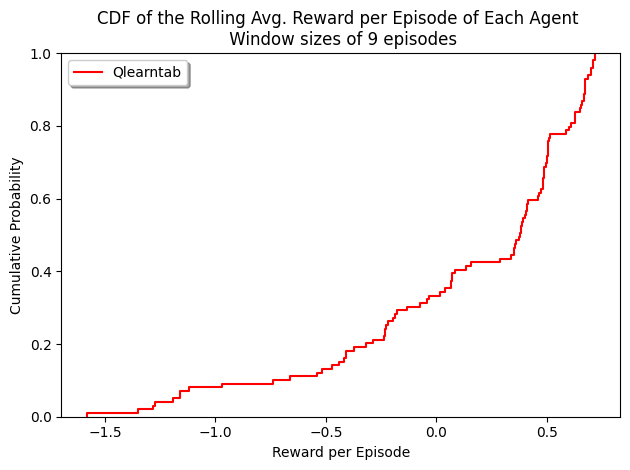 CDF of the Rolling Avg. Reward per Episode of Each Agent
Window sizes of 9 episodes
Qlearntab
1.0
0.8
0.6
0.4
0.2
0.0
Cumulative Probability
−1.5
−1.0
−0.5
0.0
0.5
Reward per Episode